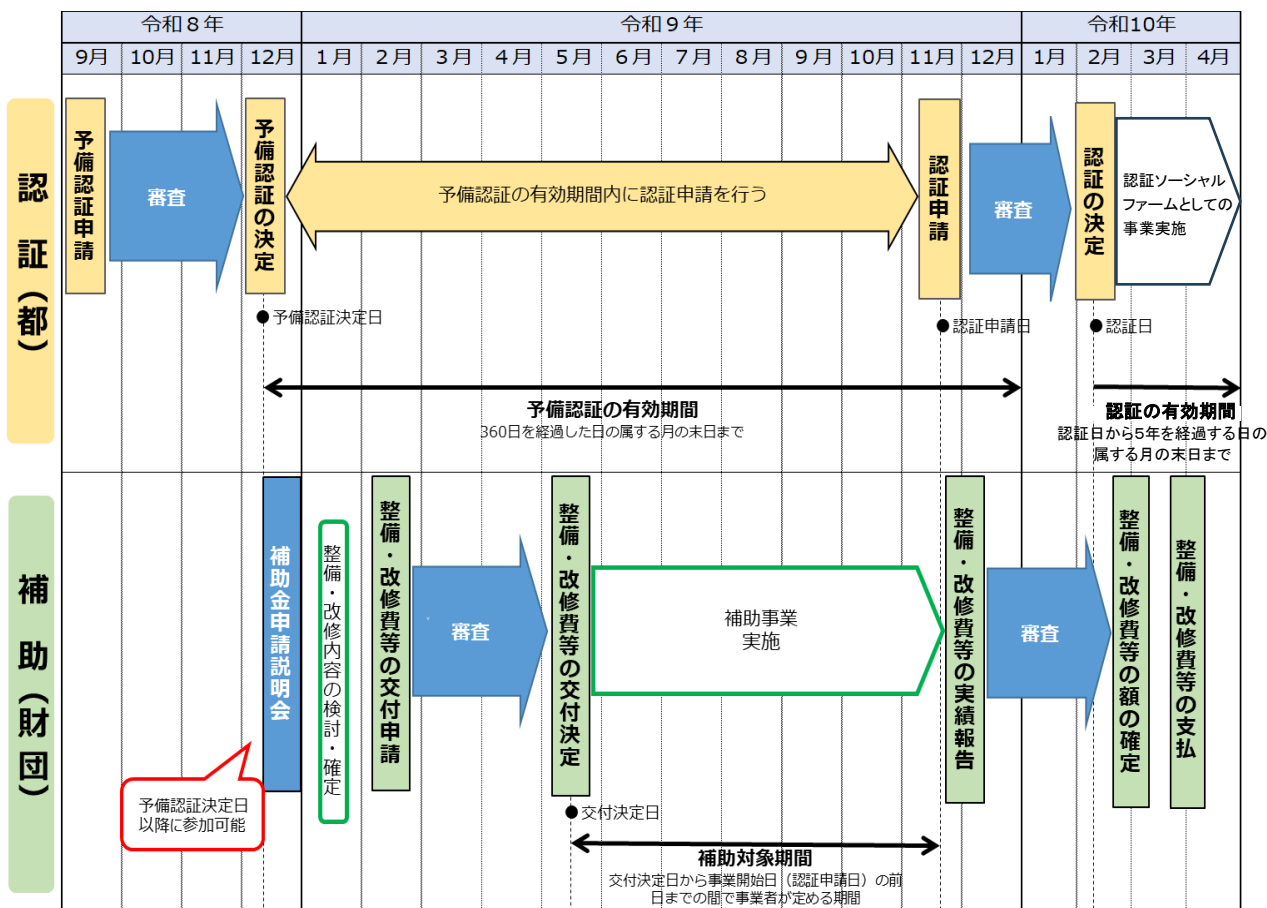 令和８年
令和９年
令和10年
9月 10月 11月 12月 1月 2月 3月 4月 5月 6月 7月 8月 9月 10月 11月 12月 1月 2月 3月 4月
認証（都）
予備認証申請
審査
予備認証の決定
予備認証の有効期間内に認証申請を行う
認証申請
審査
認証の決定
認証ソーシャル
ファームとしての
事業実施
●予備認証決定日
●認証申請日
●認証日
予備認証の有効期間
360日を経過した日の属する月の末日まで
認証の有効期間
認証日から5年を経過する日の
属する月の末日まで
補助（財団）
補助金申請説明会
予備認証決定日
以降に参加可能
整備・改修内容の検討・確定
整備・改修費等の交付申請
審査
整備・改修費等の交付決定
補助事業
実施
整備・改修費等の実績報告
審査
整備・改修費等の額の確定
整備・改修費等の支払
●交付決定日
補助対象期間
交付決定日から事業開始日（認証申請日）の前
日までの間で事業者が定める期間